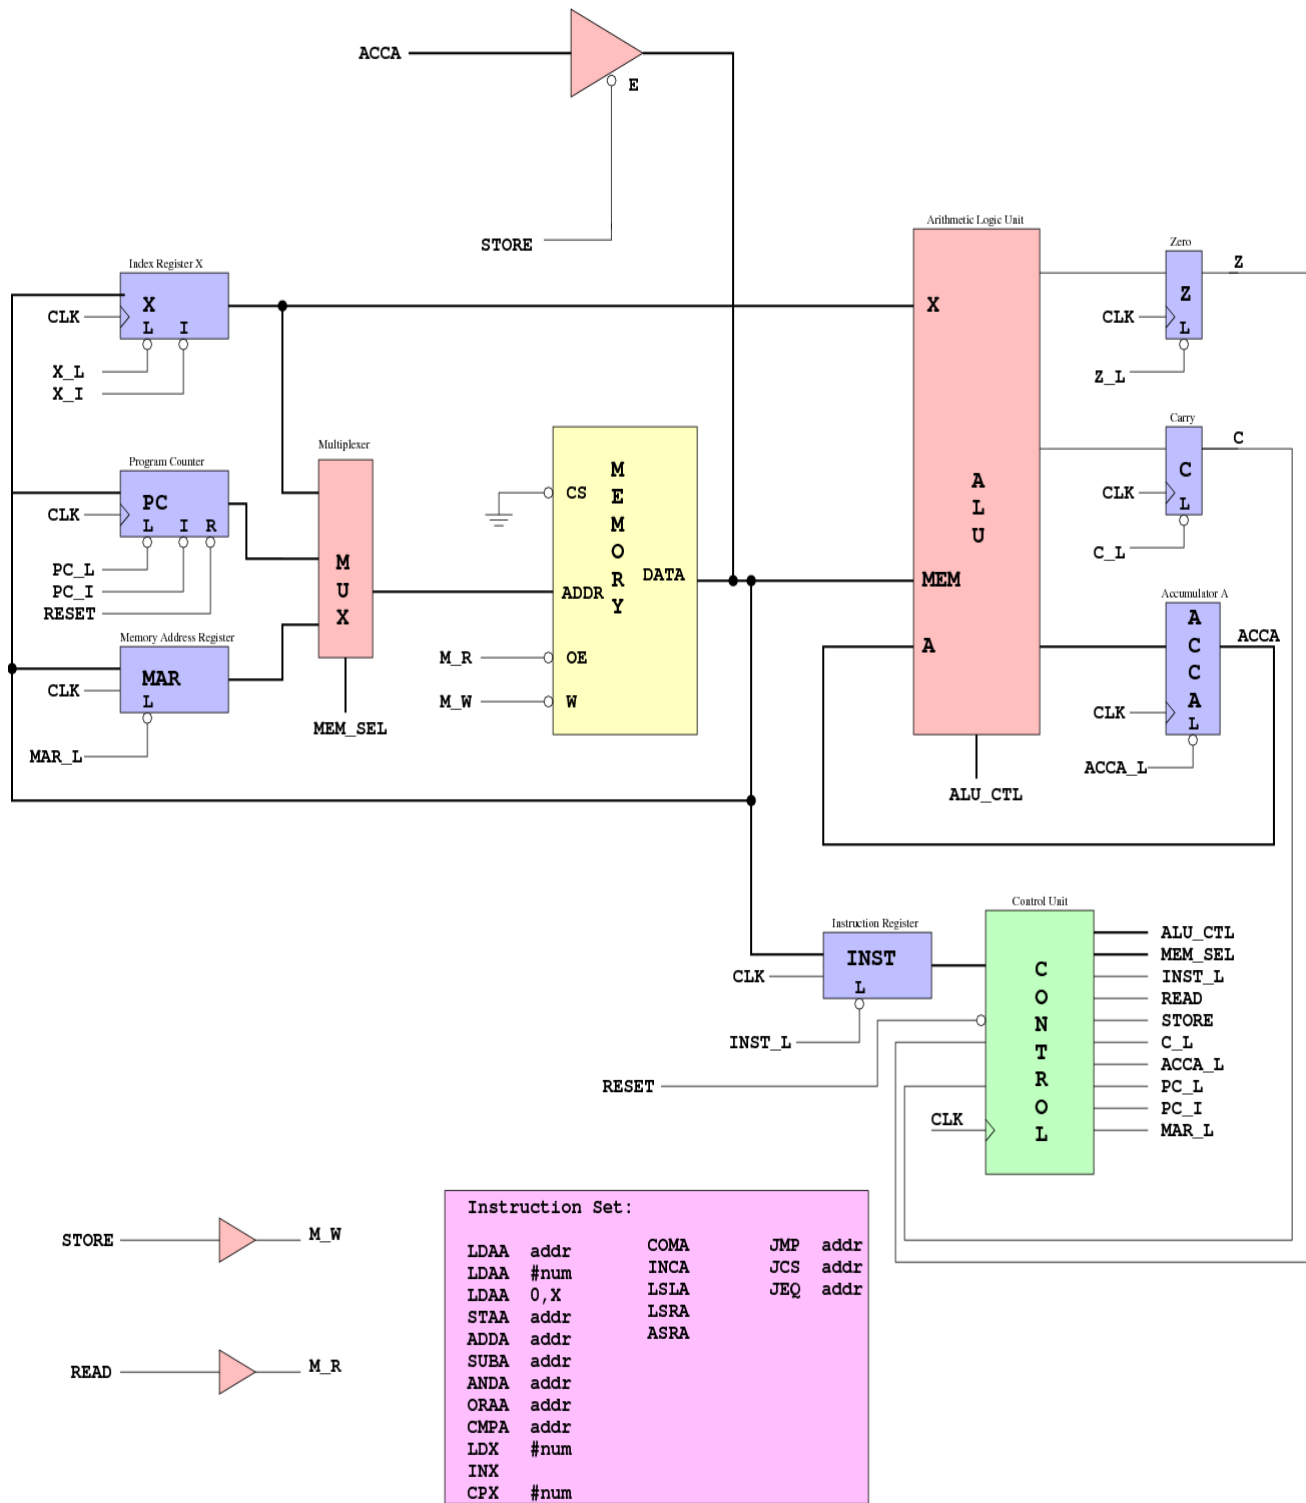 ACCA
E
STORE
Arithmetic Logic Unit
Zero
Z
Index Register X
X
CLK
L I
X_L
X_I
X
Z
CLK
L
Z_L
Multiplexer
Program Counter
PC
CLK
L I R
PC_L
PC_I
RESET
MUX
MEMORY
CS
DATA
ADDR
OE
W
M_R
M_W
ALU
MEM
A
Carry
C
C
CLK
L
C_L
Memory Address Register
MAR
CLK
L
MAR_L
MEM_SEL
Accumulator A
ACCA
ACCA
CLK
L
ACCA_L
ALU_CTL
Instruction Register
INST
CLK
L
INST_L
RESET
Control Unit
CONTROL
CLK
ALU_CTL
MEM_SEL
INST_L
READ
STORE
C_L
ACCA_L
PC_L
PC_I
MAR_L
STORE
M_W
READ
M_R
Instruction Set:
LDAA addr
LDAA #num
LDAA 0,X
STAA addr
ADDA addr
SUBA addr
ANDA addr
ORAA addr
CMPA addr
LDX #num
INX
CPX #num
COMA
INCA
LSLA
LSRA
ASRA
JMP addr
JCS addr
JEQ addr